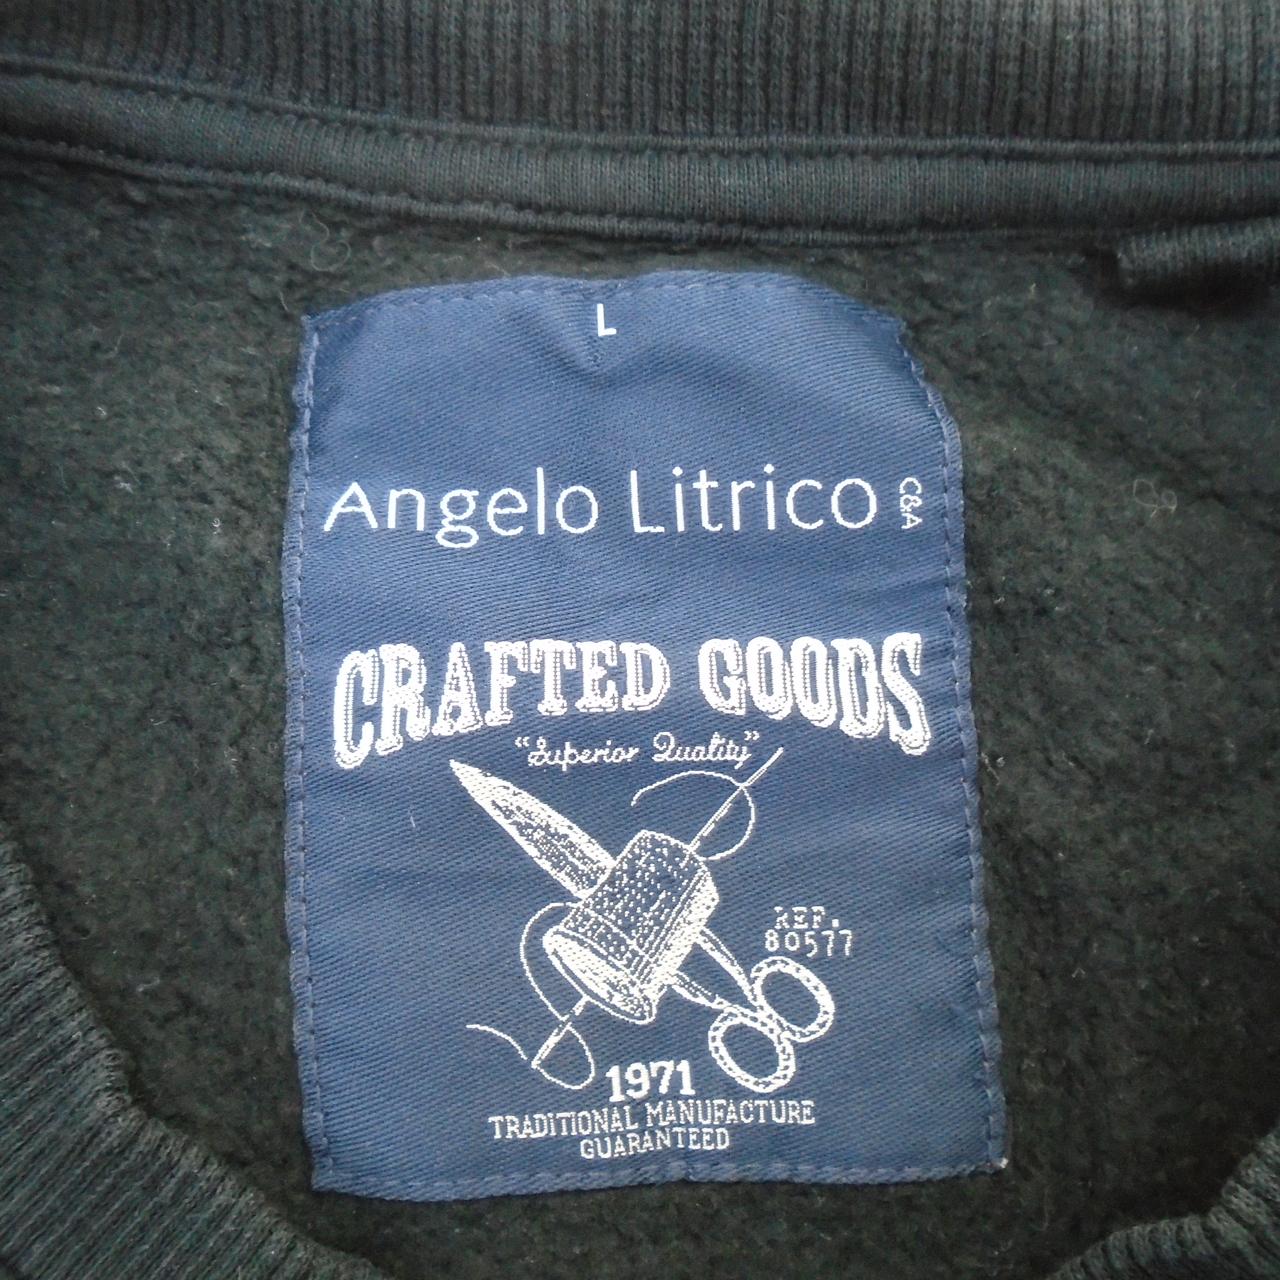 L
Angelo Litrico C&A
CRAFTED GOODS
"Superior Quality"
REF.
80577
1971
TRADITIONAL MANUFACTURE
GUARANTEED